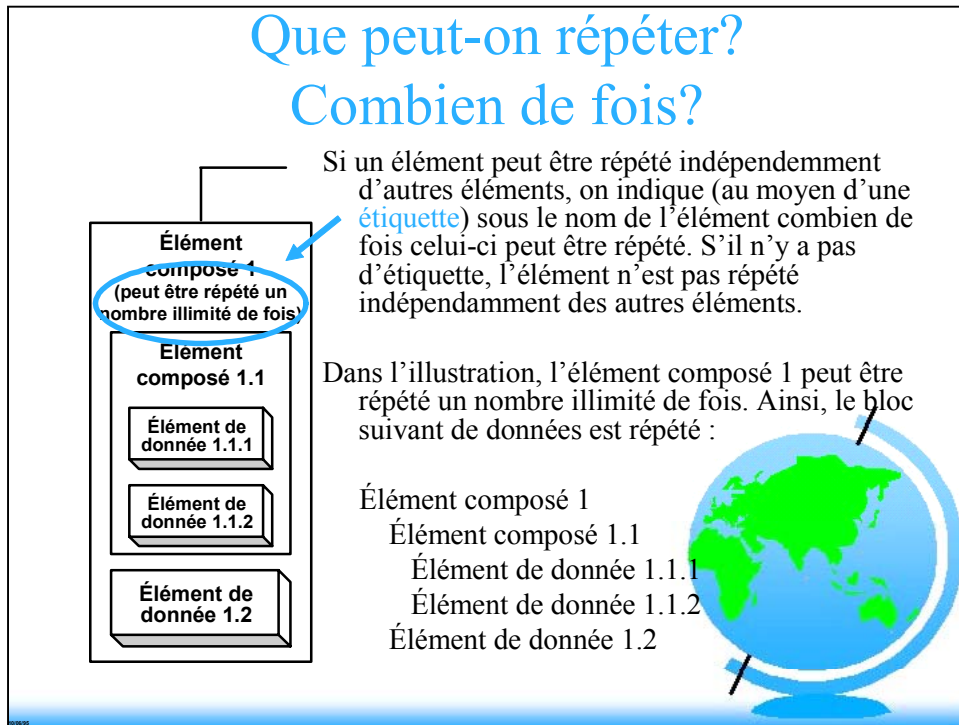 Que peut-on répéter?
Combien de fois?
Si un élément peut être répété indépendemment
d’autres éléments, on indique (au moyen d’une
étiquette) sous le nom de l’élément combien de
fois celui-ci peut être répété. S’il n’y a pas
d’étiquette, l’élément n’est pas répété
indépendamment des autres éléments.
Dans l’illustration, l’élément composé 1 peut être
répété un nombre illimité de fois. Ainsi, le bloc
suivant de données est répété :
Élément composé 1
Élément composé 1.1
Élément de donnée 1.1.1
Élément de donnée 1.1.2
Élément de donnée 1.2
Élément
composé 1
(peut être répété un
nombre illimité de fois)
Elément
composé 1.1
Élément de
donnée 1.1.1
Élément de
donnée 1.1.2
Élément de
donnée 1.2